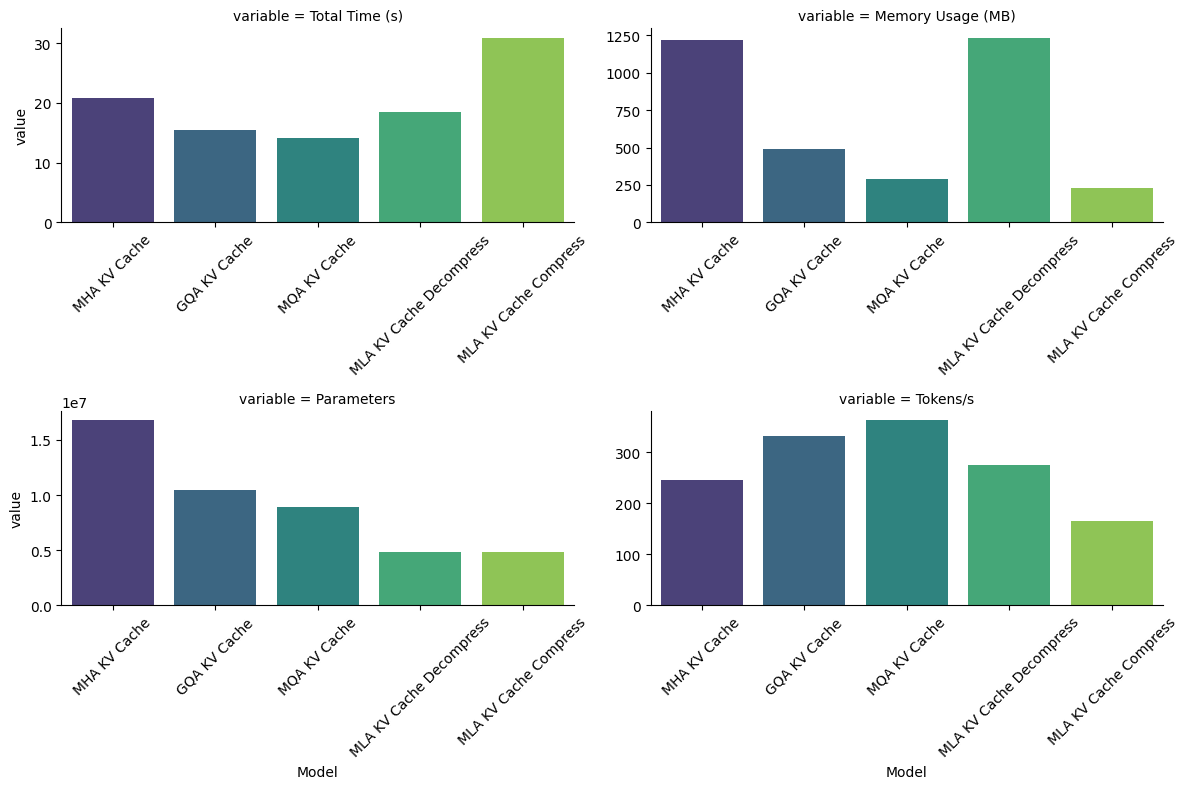 variable = Total Time (s)
value
30
20
10
0
MHA KV Cache
GQA KV Cache
MQA KV Cache
MLA KV Cache Decompress
MLA KV Cache Compress
variable = Memory Usage (MB)
1250
1000
750
500
250
0
MHA KV Cache
GQA KV Cache
MQA KV Cache
MLA KV Cache Decompress
MLA KV Cache Compress
variable = Parameters
1e7
value
1.5
1.0
0.5
0.0
MHA KV Cache
GQA KV Cache
MQA KV Cache
MLA KV Cache Decompress
MLA KV Cache Compress
Model
variable = Tokens/s
300
200
100
0
MHA KV Cache
GQA KV Cache
MQA KV Cache
MLA KV Cache Decompress
MLA KV Cache Compress
Model